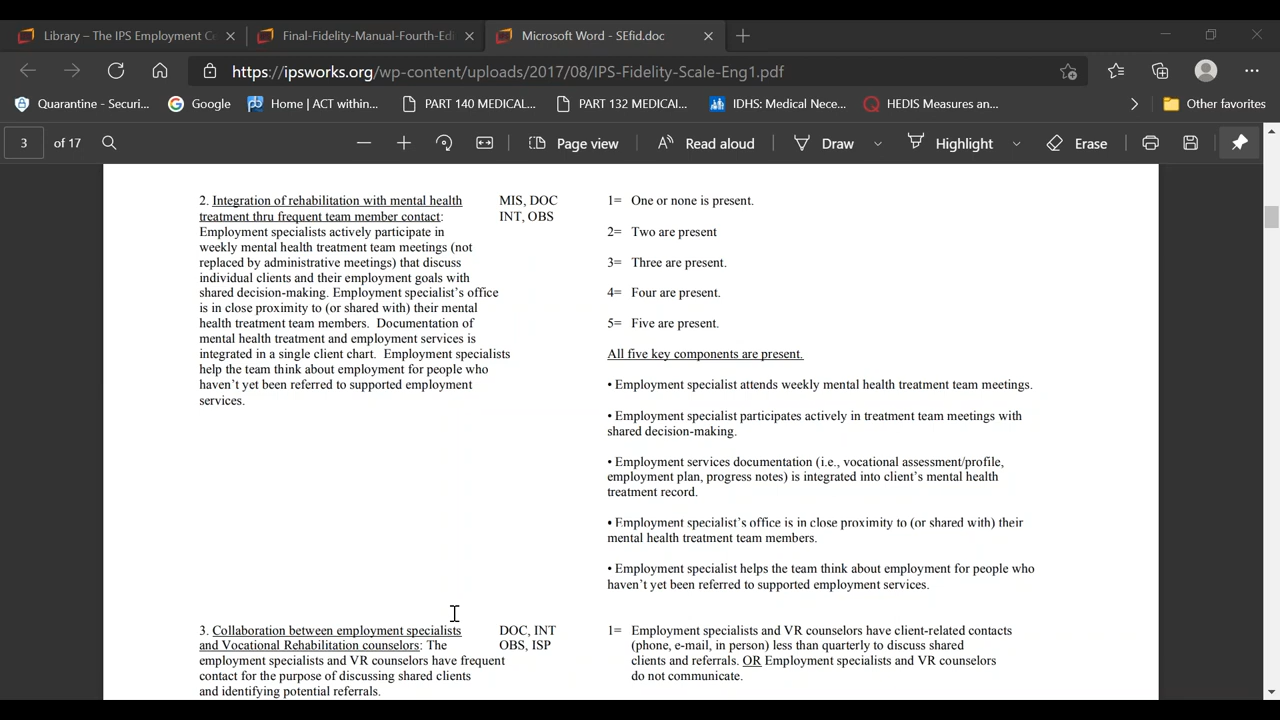 Library – The IPS Employment Ce
Final-Fidelity-Manual-Fourth-Edi
Microsoft Word - SEfid.doc
https://ipsworks.org/wp-content/uploads/2017/08/IPS-Fidelity-Scale-Eng1.pdf
Quarantine - Securi...
Google
Home | ACT within...
PART 140 MEDICAL...
PART 132 MEDICAI...
IDHS: Medical Nece...
HEDIS Measures an...
Other favorites
3 of 17
Page view
Read aloud
Draw
Highlight
Erase
2. Integration of rehabilitation with mental health
treatment thru frequent team member contact:
Employment specialists actively participate in
weekly mental health treatment team meetings (not
replaced by administrative meetings) that discuss
individual clients and their employment goals with
shared decision-making. Employment specialist's office
is in close proximity to (or shared with) their mental
health treatment team members. Documentation of
mental health treatment and employment services is
integrated in a single client chart. Employment specialists
help the team think about employment for people who
haven't yet been referred to supported employment
services.
MIS, DOC
INT, OBS
1= One or none is present.
2= Two are present
3= Three are present.
4= Four are present.
5= Five are present.
All five key components are present.
• Employment specialist attends weekly mental health treatment team meetings.
• Employment specialist participates actively in treatment team meetings with
shared decision-making.
• Employment services documentation (i.e., vocational assessment/profile,
employment plan, progress notes) is integrated into client's mental health
treatment record.
• Employment specialist's office is in close proximity to (or shared with) their
mental health treatment team members.
• Employment specialist helps the team think about employment for people who
haven't yet been referred to supported employment services.
3. Collaboration between employment specialists
and Vocational Rehabilitation counselors: The
employment specialists and VR counselors have frequent
contact for the purpose of discussing shared clients
and identifying potential referrals.
DOC, INT
OBS, ISP
1= Employment specialists and VR counselors have client-related contacts
(phone, e-mail, in person) less than quarterly to discuss shared
clients and referrals. OR Employment specialists and VR counselors
do not communicate.